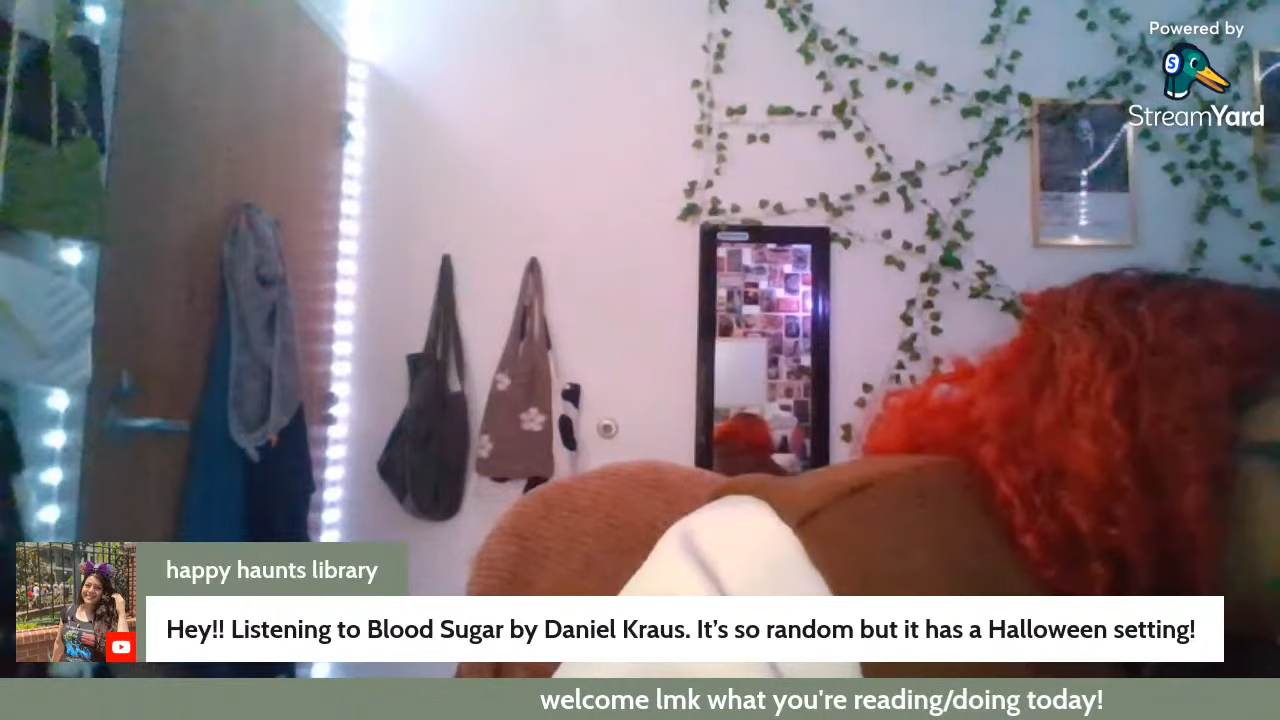 Powered by
StreamYard
happy haunts library
Hey!! Listening to Blood Sugar by Daniel Kraus. It's so random but it has a Halloween setting!
welcome lmk what you're reading/doing today!